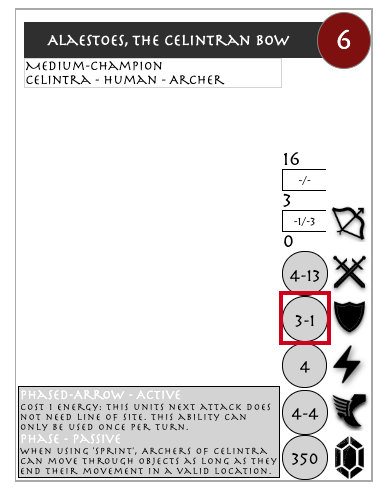 ALAESTOES, THE CELINTRAN BOW
6
MEDIUM-CHAMPION
CELINTRA - HUMAN - ARCHER
16
-/-
3
-1/-3
0
4-13
3-1
4
4-4
350
PHASED-ARROW - ACTIVE
COST 1 ENERGY: THIS UNITS NEXT ATTACK DOES
NOT NEED LINE OF SITE. THIS ABILITY CAN
ONLY BE USED ONCE PER TURN.
PHASE - PASSIVE
WHEN USING 'SPRINT', ARCHERS OF CELINTRA
CAN MOVE THROUGH OBJECTS AS LONG AS THEY
END THEIR MOVEMENT IN A VALID LOCATION.